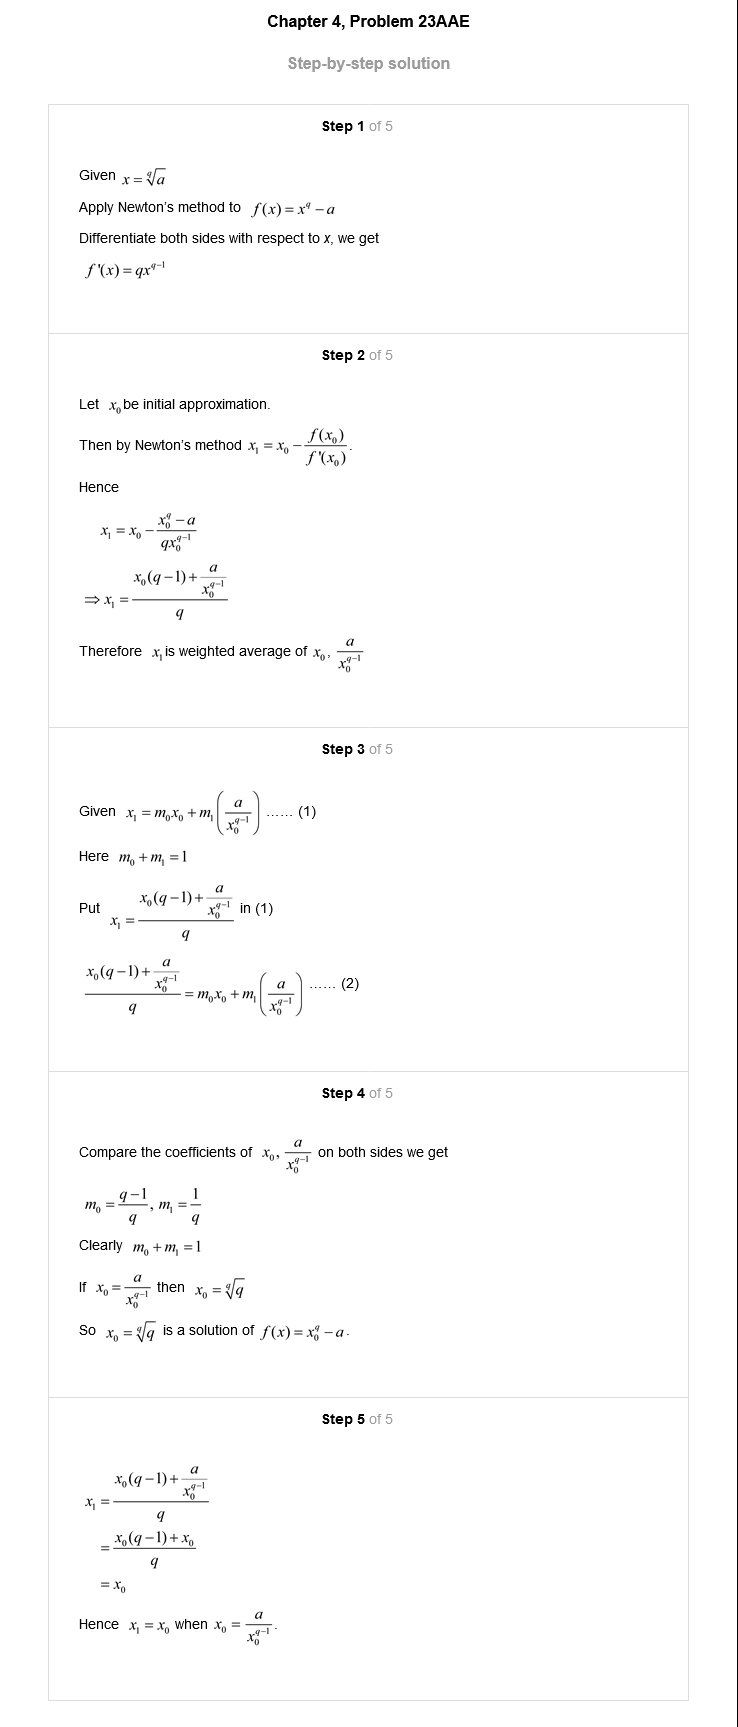 Chapter 4, Problem 23AAE
Step-by-step solution
Step 1 of 5
Given x = \sqrt[q]{a}
Apply Newton's method to f(x) = x^q − a
Differentiate both sides with respect to x, we get
f'(x) = qx^{q−1}
Step 2 of 5
Let x_0 be initial approximation.
Then by Newton's method x_1 = x_0 − \frac{f(x_0)}{f'(x_0)}.
Hence
x_1 = x_0 − \frac{x_0^q − a}{qx_0^{q−1}}
⇒ x_1 = \frac{x_0(q−1) + \frac{a}{x_0^{q−1}}}{q}
Therefore x_1 is weighted average of x_0, \frac{a}{x_0^{q−1}}
Step 3 of 5
Given x_1 = m_0x_0 + m_1\left(\frac{a}{x_0^{q−1}}\right) ...... (1)
Here m_0 + m_1 = 1
Put x_1 = \frac{x_0(q−1) + \frac{a}{x_0^{q−1}}}{q} in (1)
\frac{x_0(q−1) + \frac{a}{x_0^{q−1}}}{q} = m_0x_0 + m_1\left(\frac{a}{x_0^{q−1}}\right) ...... (2)
Step 4 of 5
Compare the coefficients of x_0, \frac{a}{x_0^{q−1}} on both sides we get
m_0 = \frac{q−1}{q}, m_1 = \frac{1}{q}
Clearly m_0 + m_1 = 1
If x_0 = \frac{a}{x_0^{q−1}} then x_0 = \sqrt[q]{q}
So x_0 = \sqrt[q]{q} is a solution of f(x) = x_0^q − a.
Step 5 of 5
x_1 = \frac{x_0(q−1) + \frac{a}{x_0^{q−1}}}{q}
= \frac{x_0(q−1) + x_0}{q}
= x_0
Hence x_1 = x_0 when x_0 = \frac{a}{x_0^{q−1}}.